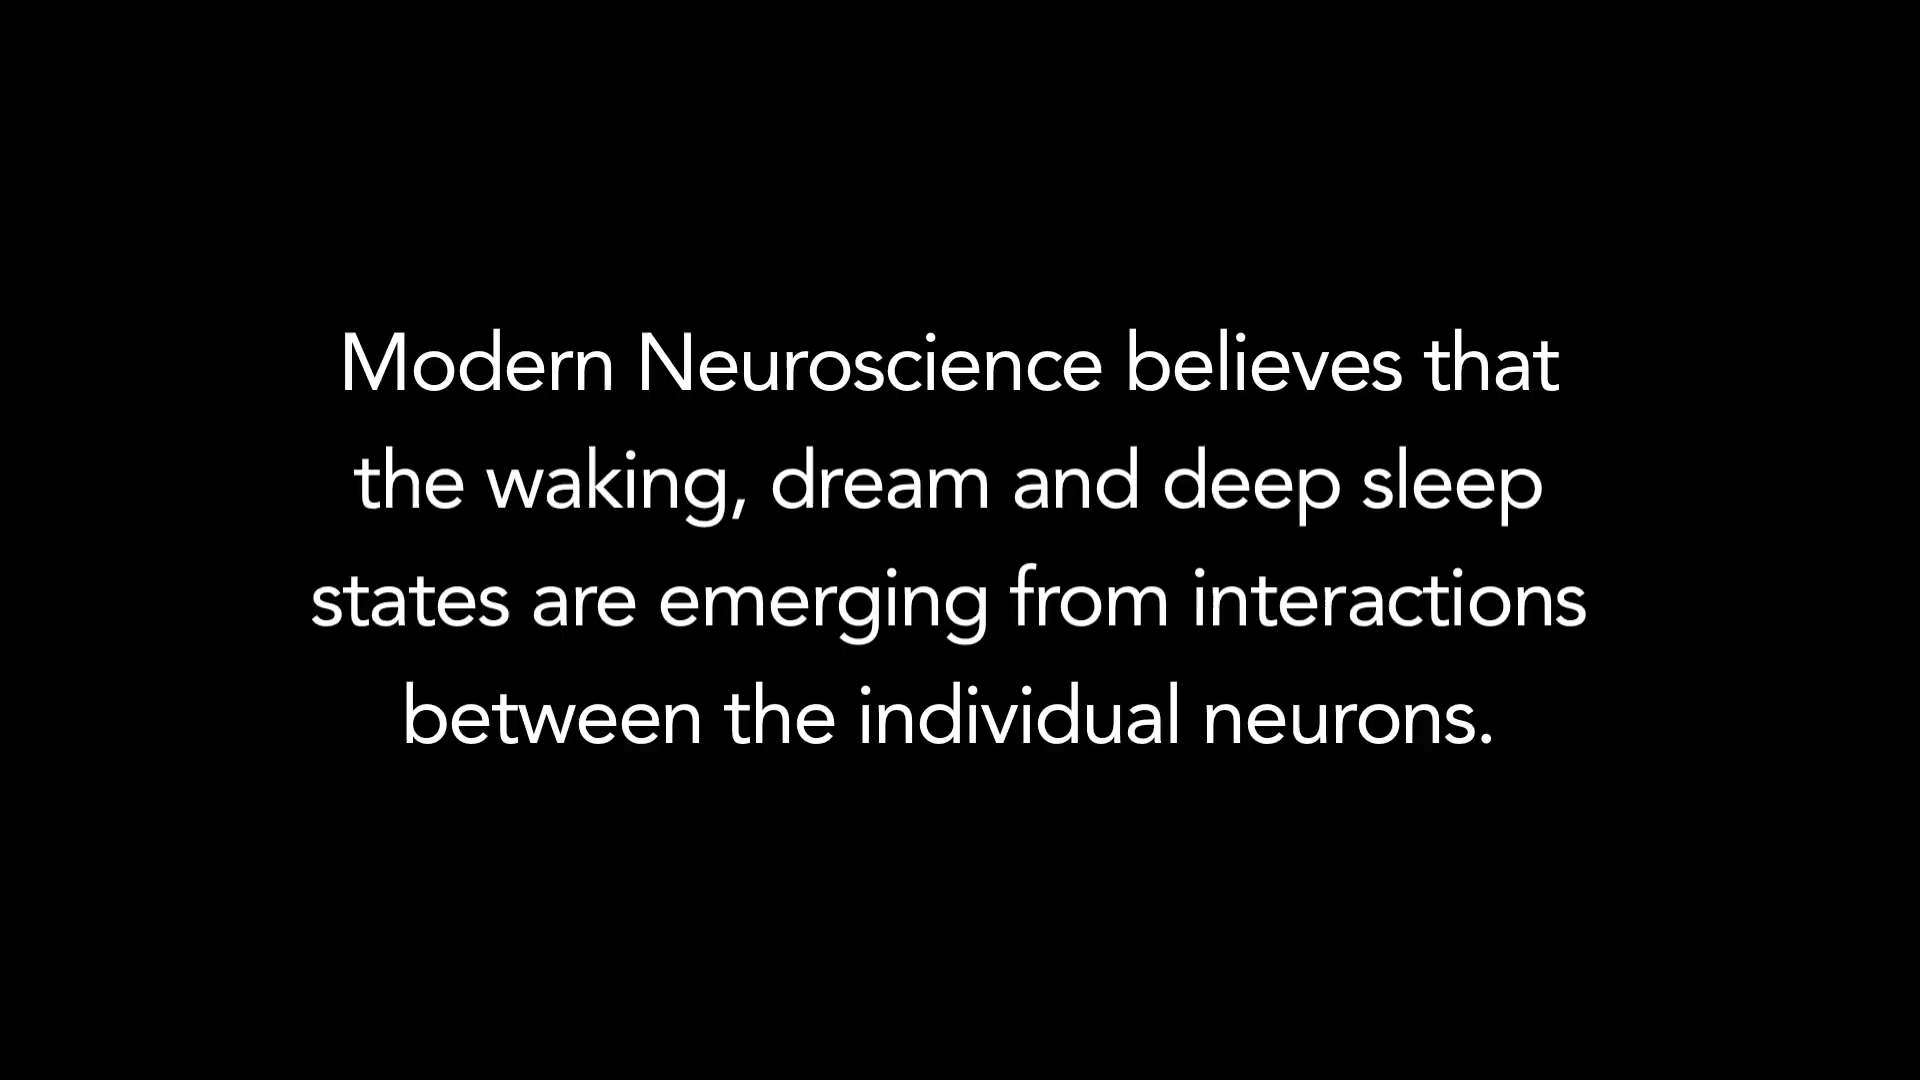 Modern Neuroscience believes that
the waking, dream and deep sleep
states are emerging from interactions
between the individual neurons.